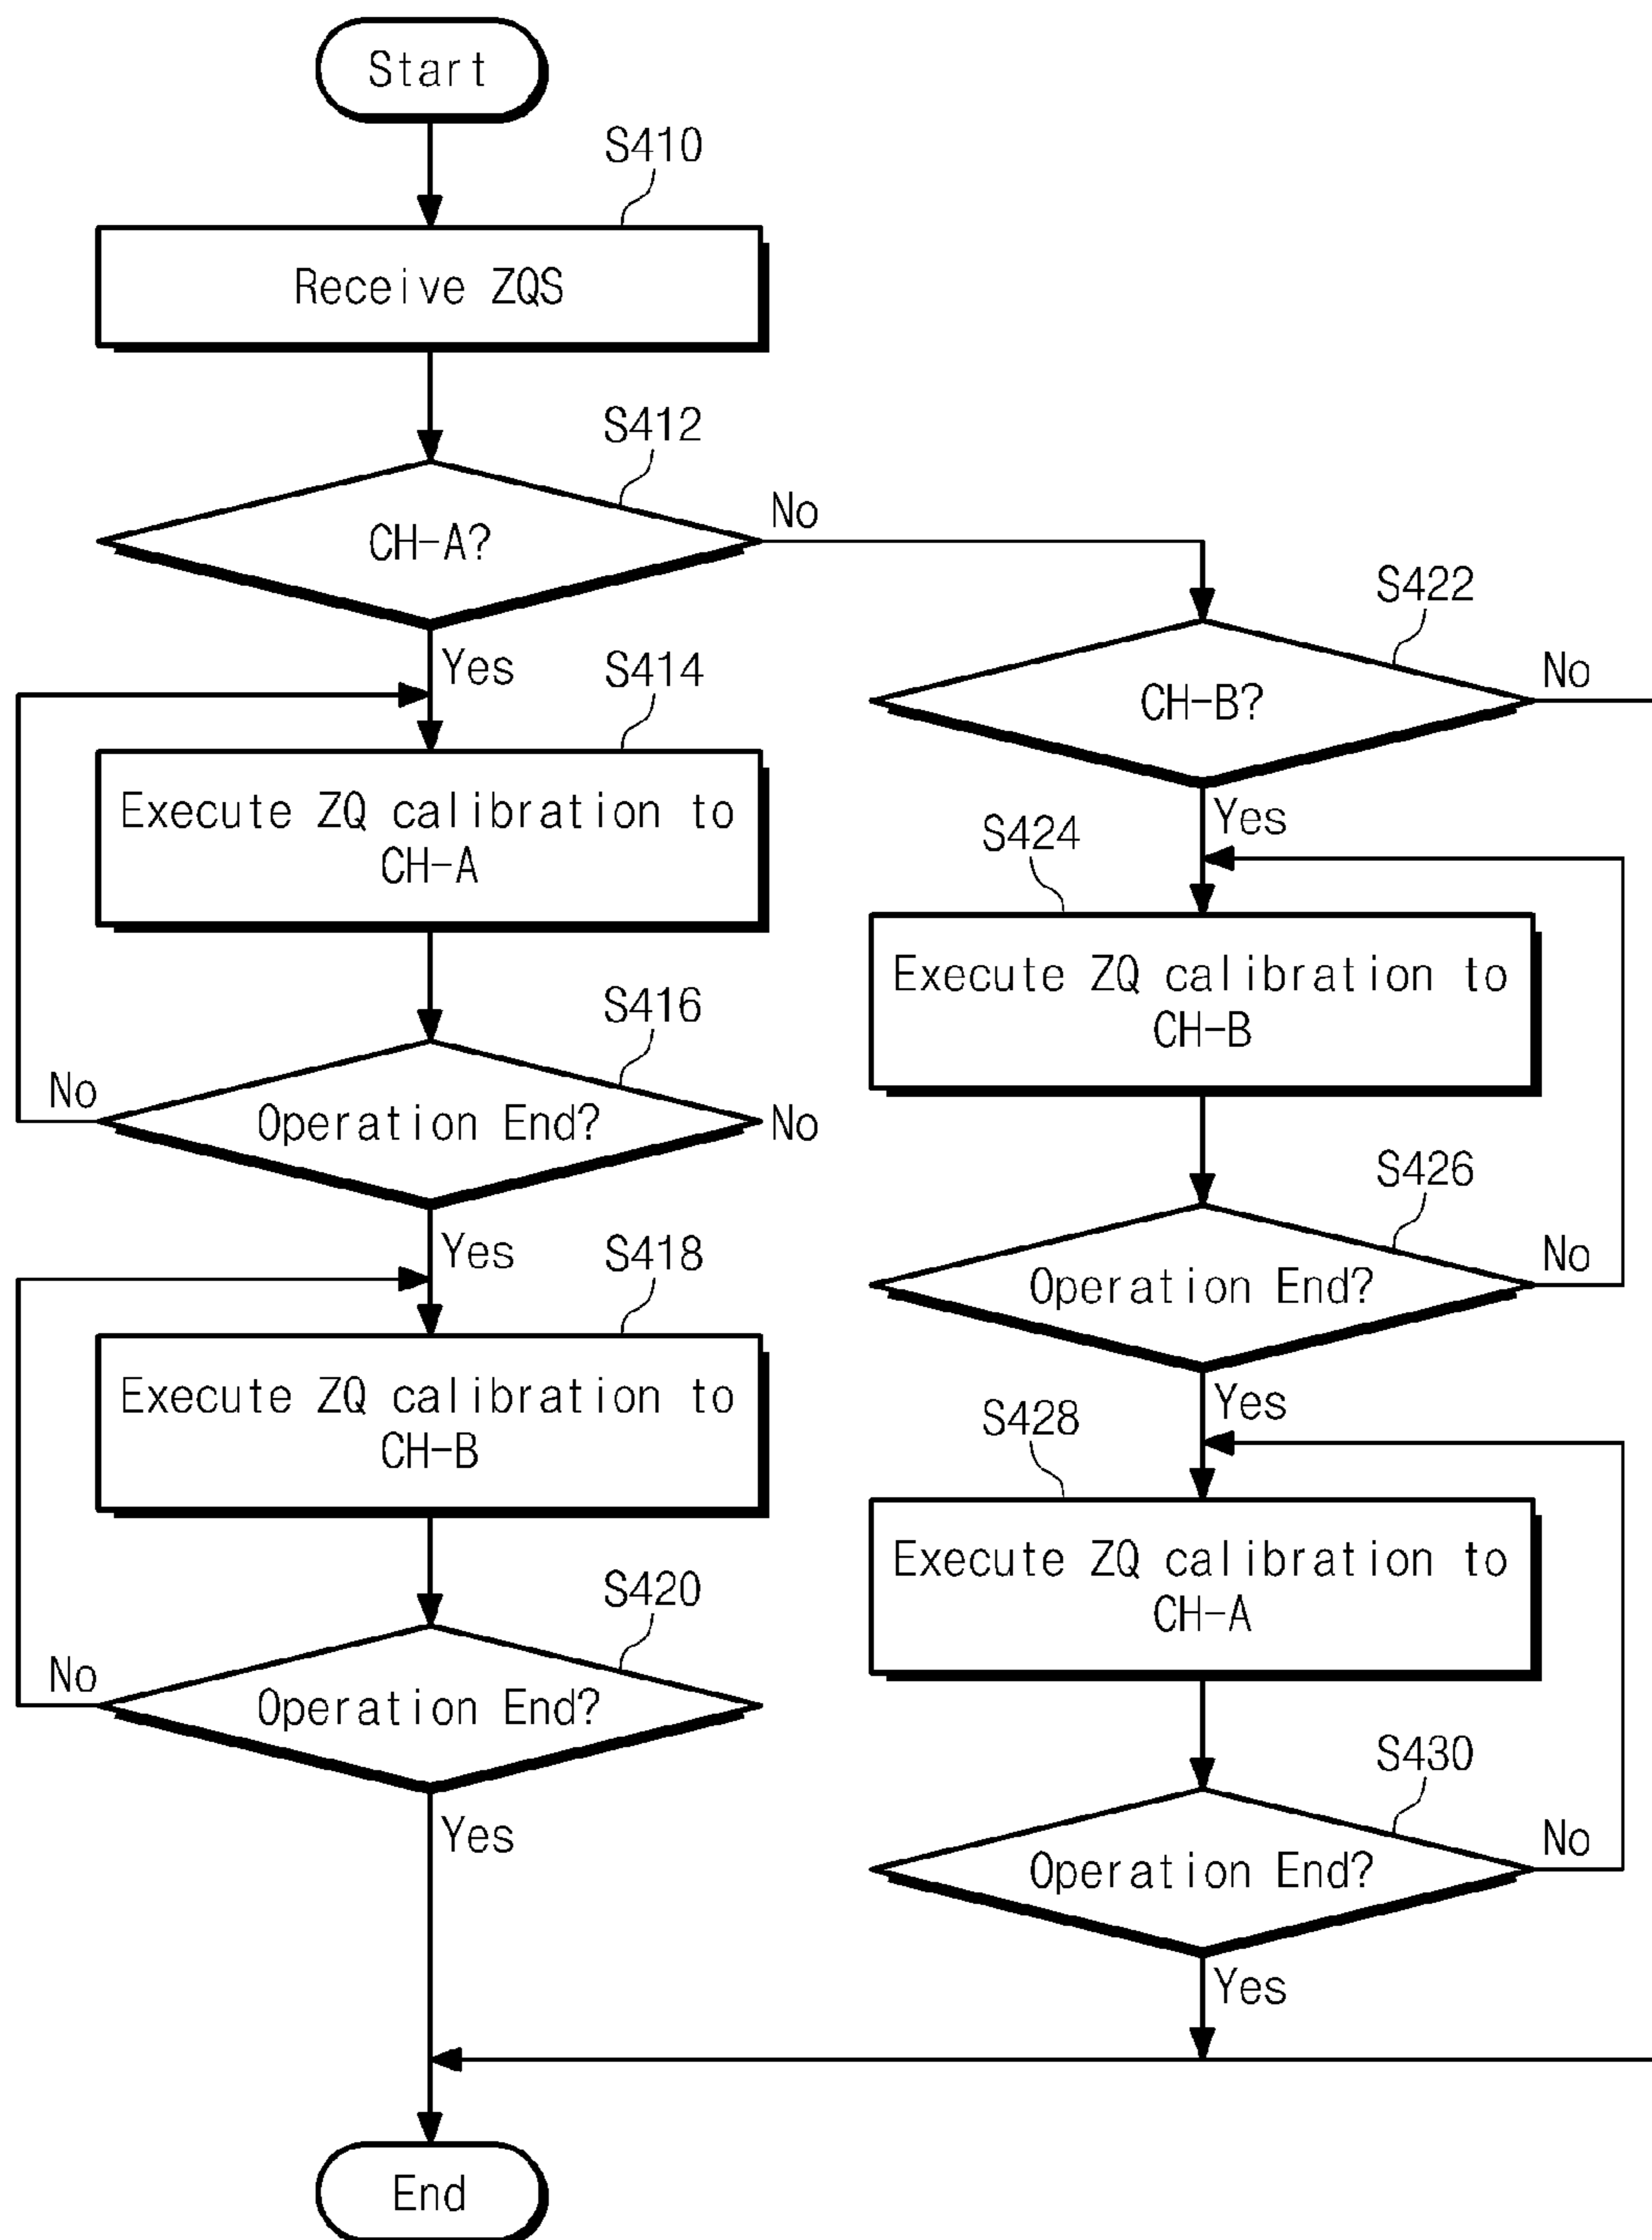 Start
S410
Receive ZQS
S412
CH-A?
No
Yes
S414
Execute ZQ calibration to
CH-A
S416
No
Operation End?
No
Yes
S418
Execute ZQ calibration to
CH-B
S420
No
Operation End?
Yes
S422
CH-B?
No
Yes
S424
Execute ZQ calibration to
CH-B
S426
Operation End?
No
Yes
S428
Execute ZQ calibration to
CH-A
S430
Operation End?
No
Yes
End